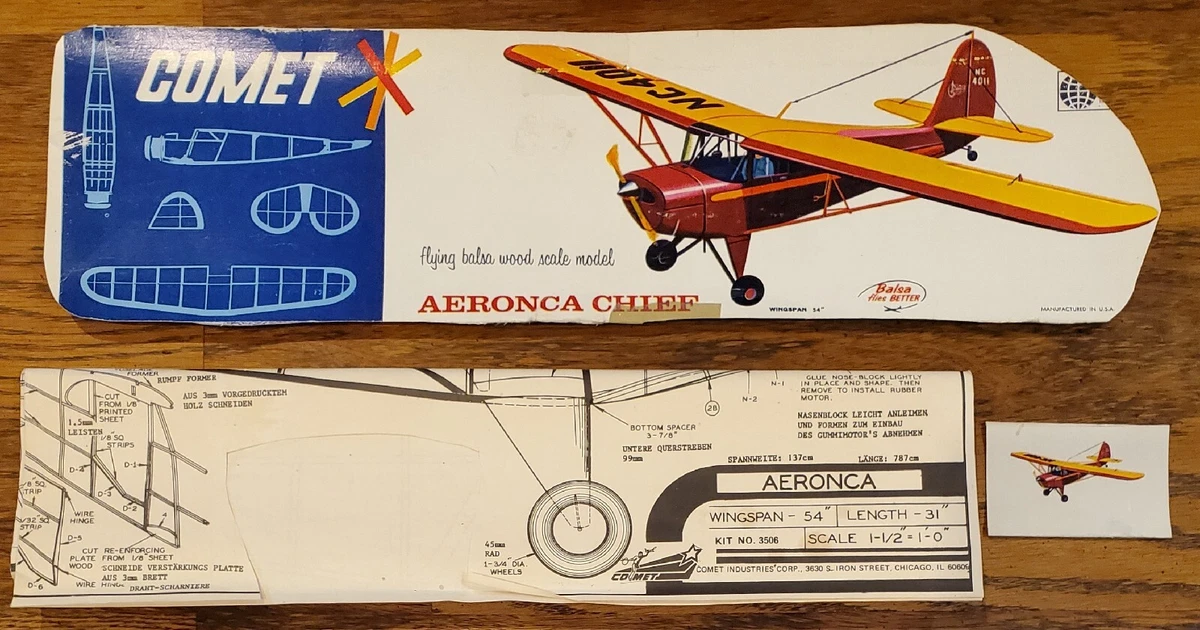 COMET
NC4011
NC
4011
flying balsa wood scale model
AERONCA CHIEF
WINGSPAN 54"
Balsa
flies BETTER
MANUFACTURED IN U.S.A.
FORMER
RUMPF FORMER
AUS 3mm VORGEDRUCKTEM
HOLZ SCHNEIDEN
CUT
FROM 1/8"
PRINTED
SHEET
1.5mm
LEISTEN
1/8 SQ.
STRIPS
D-4
D-1
D-3
D-2
4
/8 SQ.
STRIP
WIRE
HINGE
/32" SQ.
STRIP
D-5
CUT RE-ENFORCING
PLATE FROM 1/8 SHEET
WOOD SCHNEIDE VERSTÄRKUNGS PLATTE
AUS 3mm BRETT
D-6
WIRE HING
DRAHT-SCHARNIERE
N-1
N-2
2B
GLUE NOSE-BLOCK LIGHTLY
IN PLACE AND SHAPE. THEN
REMOVE TO INSTALL RUBBER
MOTOR.
NASENBLOCK LEICHT ANLEIMEN
UND FORMEN ZUM EINBAU
DES GUMMIMOTOR'S ABNEHMEN
BOTTOM SPACER
3-7/8"
UNTERE QUERSTREBEN
99mm
SPANNWEITE: 137cm
LÄNGE: 787cm
AERONCA
WINGSPAN - 54"
LENGTH - 31"
KIT NO. 3506
SCALE 1-1/2" = 1'-0"
45mm
RAD
1-3/4" DIA.
WHEELS
COMET
COMET INDUSTRIES CORP., 3630 S. IRON STREET, CHICAGO, IL 60609